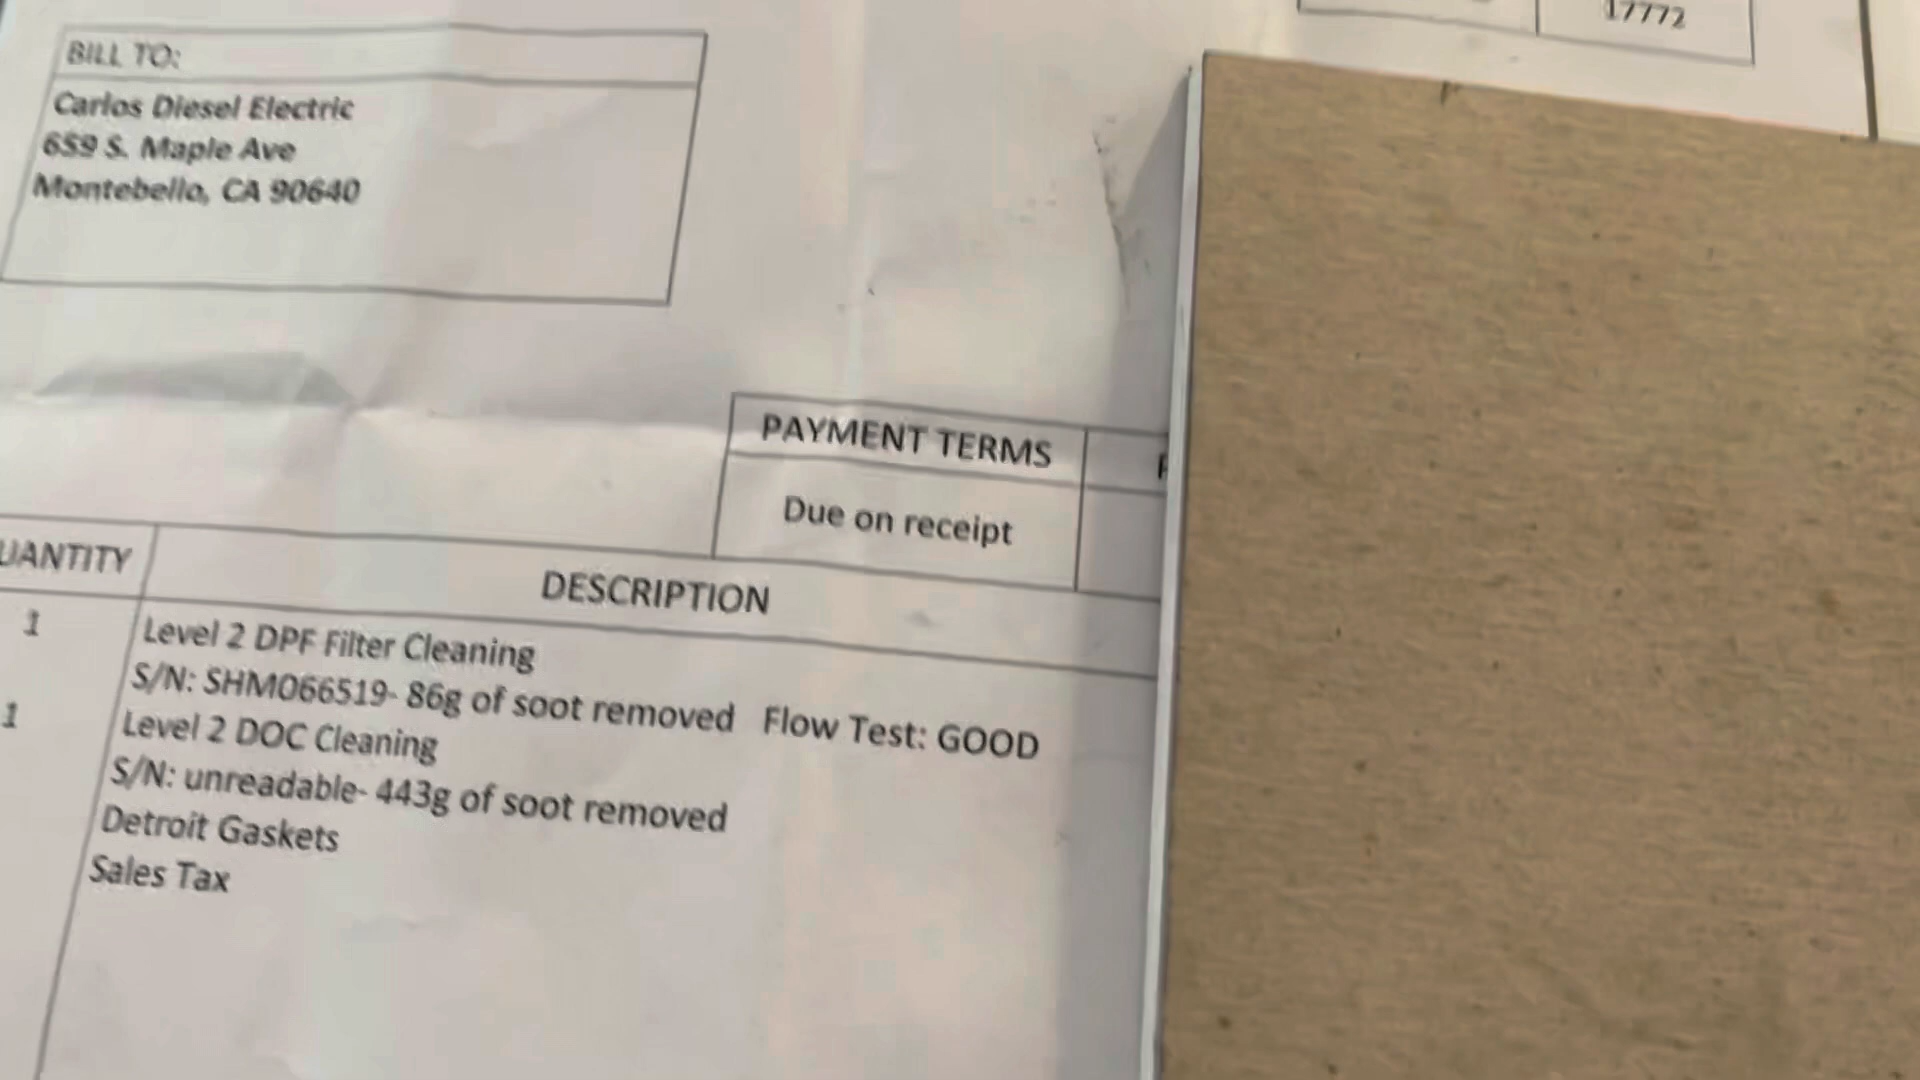 17772
BILL TO:
Carlos Diesel Electric
659 S. Maple Ave
Montebello, CA 90640
PAYMENT TERMS
Due on receipt
UANTITY
DESCRIPTION
1
Level 2 DPF Filter Cleaning
S/N: SHM066519- 86g of soot removed Flow Test: GOOD
1
Level 2 DOC Cleaning
S/N: unreadable- 443g of soot removed
Detroit Gaskets
Sales Tax